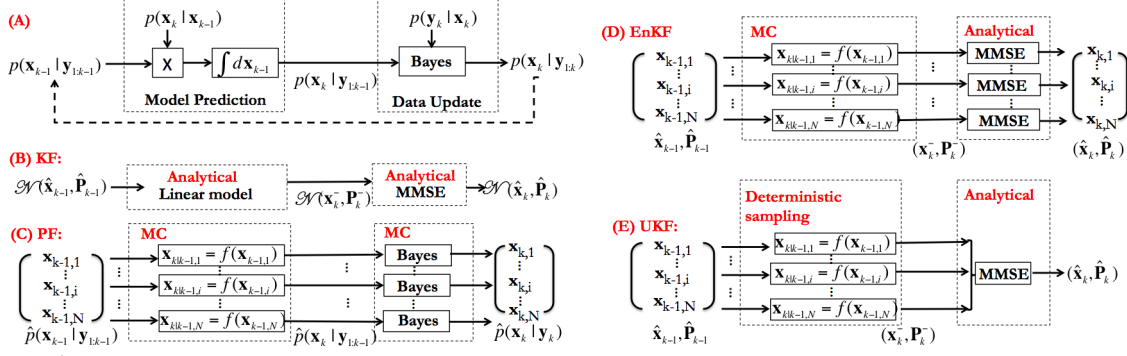 (A)
p(x_k | x_{k-1})
p(y_k | x_k)
p(x_{k-1} | y_{1:k-1})
X
∫ dx_{k-1}
p(x_k | y_{1:k-1})
Bayes
p(x_k | y_{1:k})
Model Prediction
Data Update
(B) KF:
𝒩(x̂_{k-1}, P̂_{k-1})
Analytical
Linear model
𝒩(x_k^-, P_k^-)
Analytical
MMSE
𝒩(x̂_k, P̂_k)
(C) PF:
MC
MC
x_{k-1,1}
⋮
x_{k-1,i}
⋮
x_{k-1,N}
x_{k|k-1,1} = f(x_{k-1,1})
x_{k|k-1,i} = f(x_{k-1,i})
x_{k|k-1,N} = f(x_{k-1,N})
Bayes
Bayes
Bayes
x_{k,1}
⋮
x_{k,i}
⋮
x_{k,N}
p̂(x_{k-1} | y_{1:k-1})
p̂(x_k | y_{1:k-1})
p̂(x_k | y_k)
(D) EnKF
MC
Analytical
x_{k-1,1}
⋮
x_{k-1,i}
⋮
x_{k-1,N}
x_{k|k-1,1} = f(x_{k-1,1})
x_{k|k-1,i} = f(x_{k-1,i})
x_{k|k-1,N} = f(x_{k-1,N})
MMSE
MMSE
MMSE
x_{k,1}
⋮
x_{k,i}
⋮
x_{k,N}
x̂_{k-1}, P̂_{k-1}
(x_k^-, P_k^-)
(x̂_k, P̂_k)
(E) UKF:
Deterministic
sampling
Analytical
x_{k-1,1}
⋮
x_{k-1,i}
⋮
x_{k-1,N}
x_{k|k-1,1} = f(x_{k-1,1})
x_{k|k-1,i} = f(x_{k-1,i})
x_{k|k-1,N} = f(x_{k-1,N})
MMSE
(x̂_k, P̂_k)
x̂_{k-1}, P̂_{k-1}
(x_k^-, P_k^-)